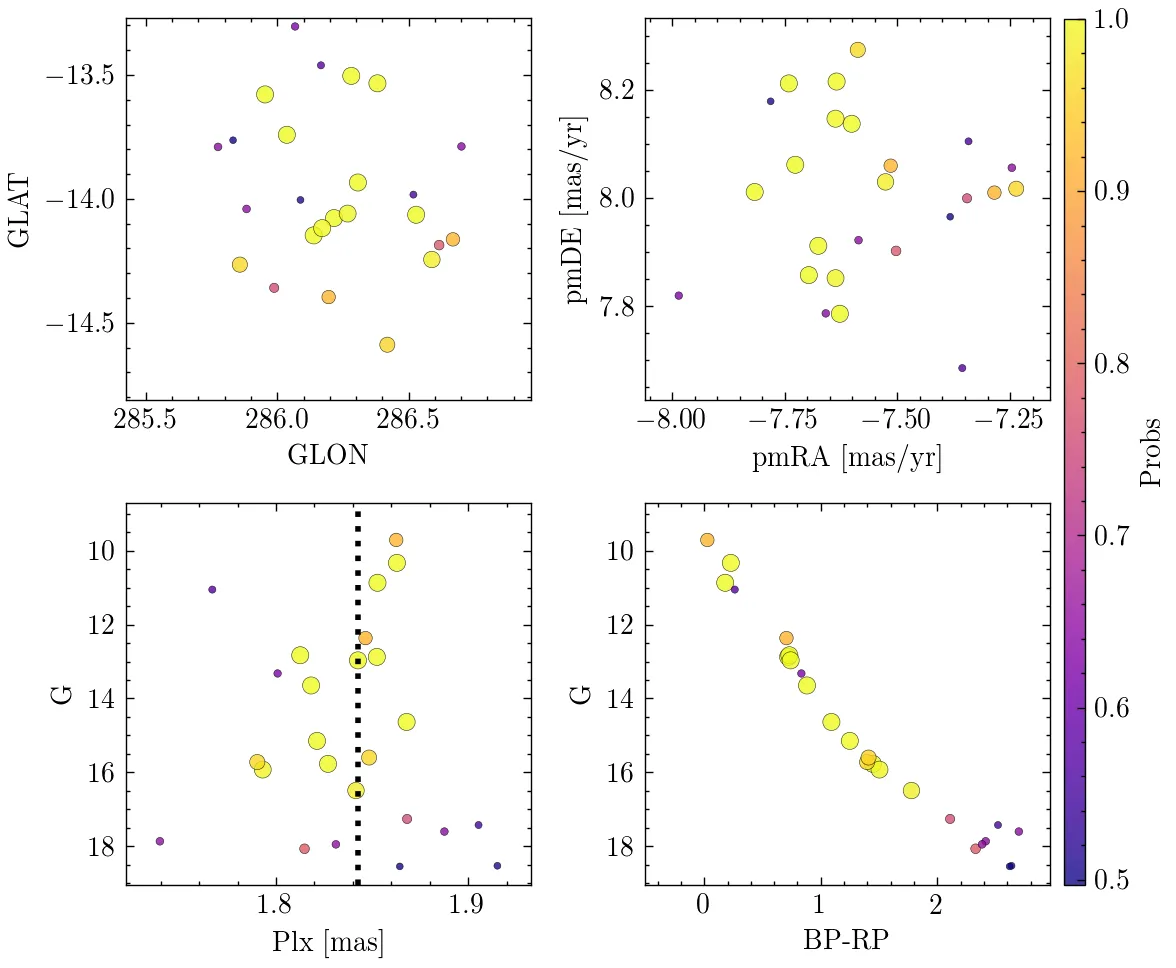 −13.5
−14.0
−14.5
GLAT
285.5 286.0 286.5
GLON
8.2
8.0
7.8
pmDE [mas/yr]
−8.00 −7.75 −7.50 −7.25
pmRA [mas/yr]
1.0
0.9
0.8
0.7
0.6
0.5
Probs
10
12
14
16
18
G
1.8 1.9
Plx [mas]
10
12
14
16
18
G
0 1 2
BP-RP